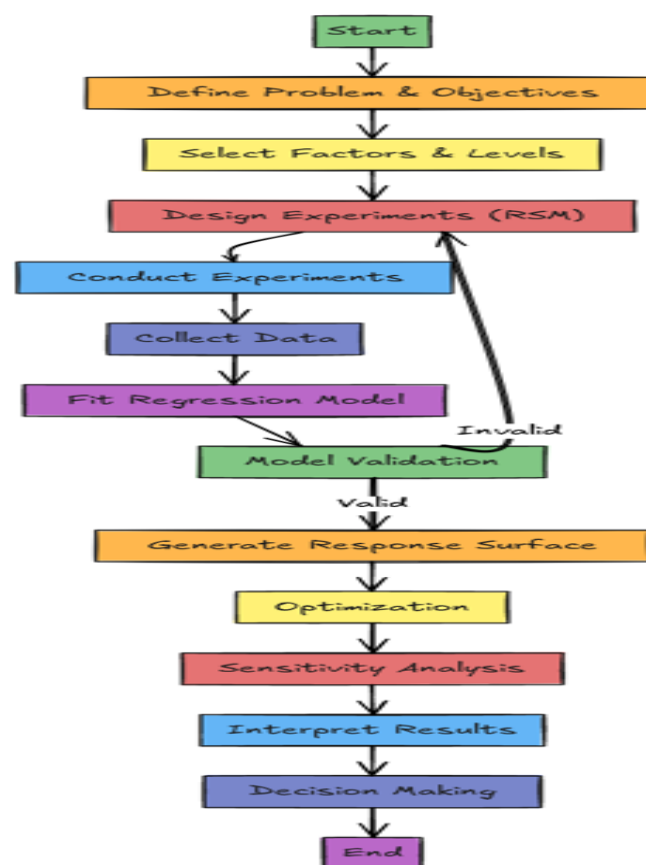 Start
Define Problem & Objectives
Select Factors & Levels
Design Experiments (RSM)
Conduct Experiments
Collect Data
Fit Regression Model
Invalid
Model Validation
Valid
Generate Response Surface
Optimization
Sensitivity Analysis
Interpret Results
Decision Making
End